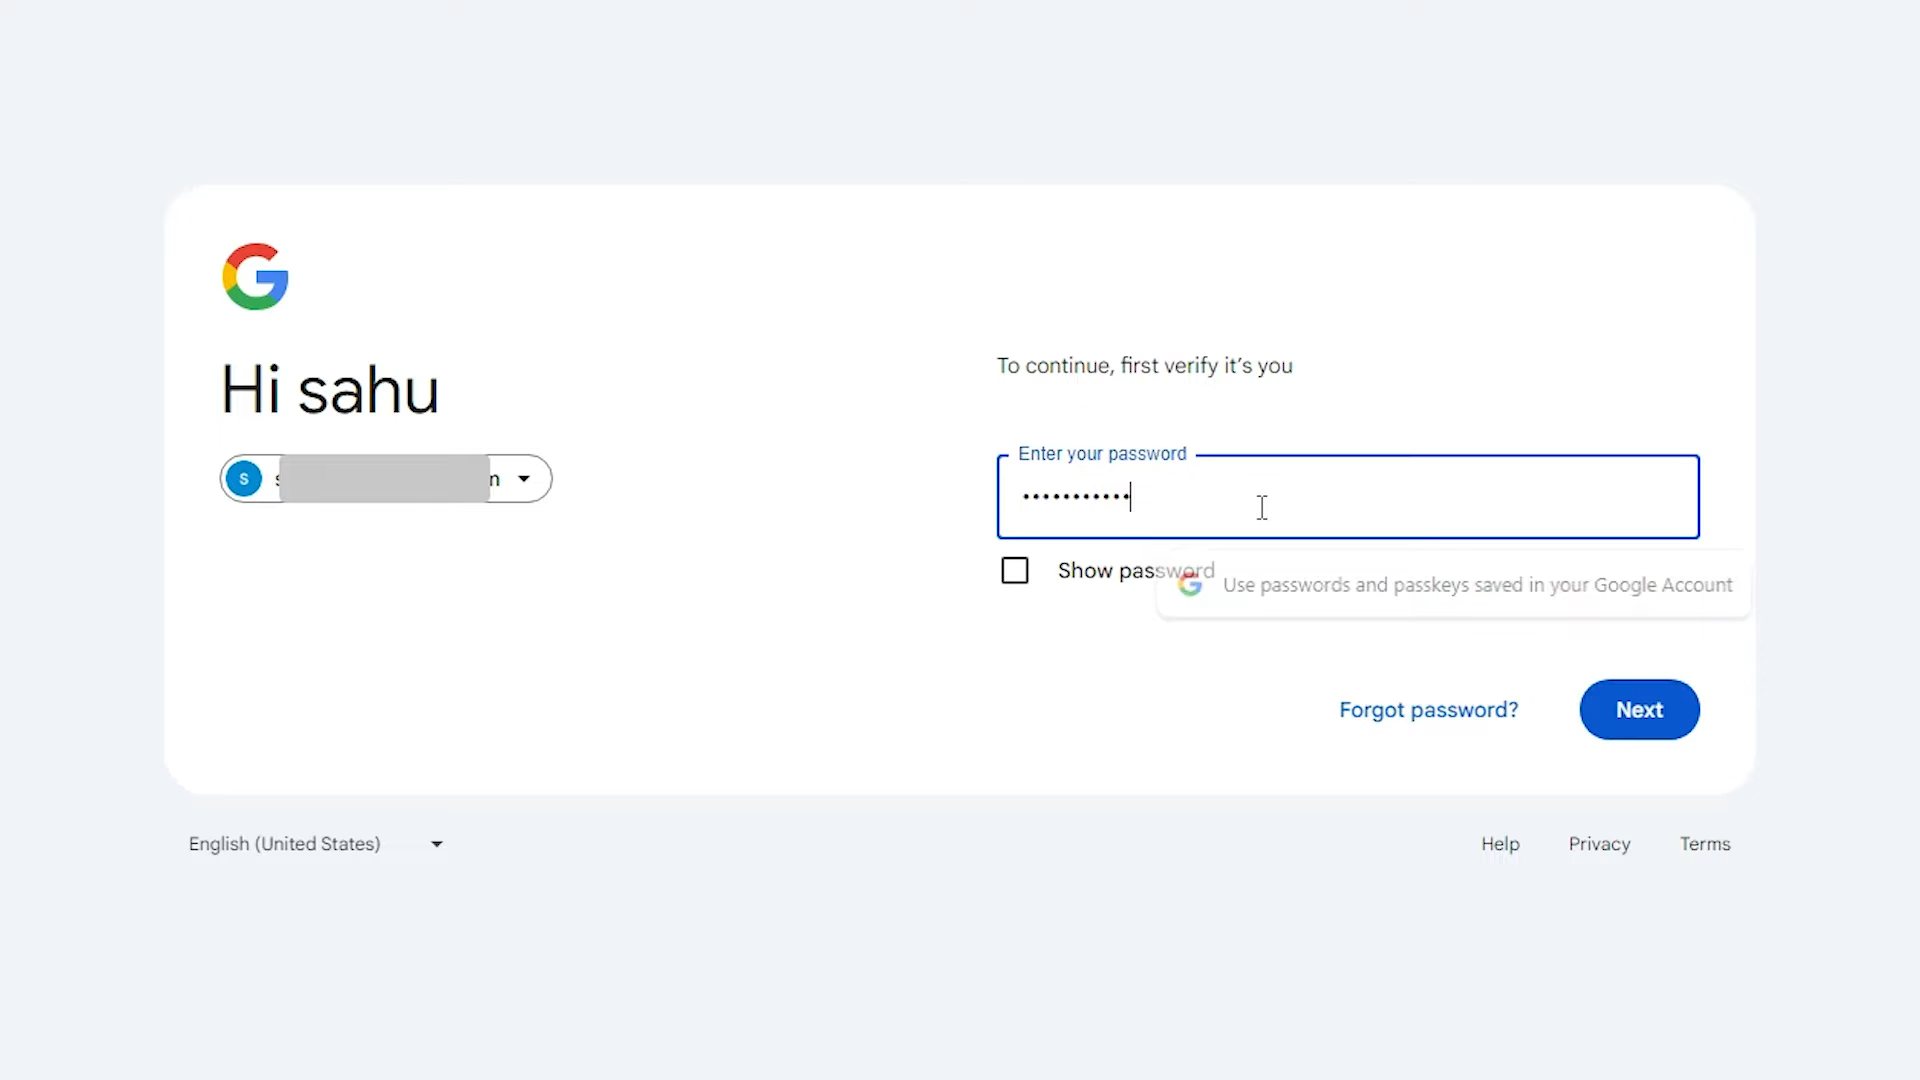 Hi sahu
S
To continue, first verify it’s you
Enter your password
•••••••••••
Show password
Use passwords and passkeys saved in your Google Account
Forgot password?
Next
English (United States)
Help
Privacy
Terms